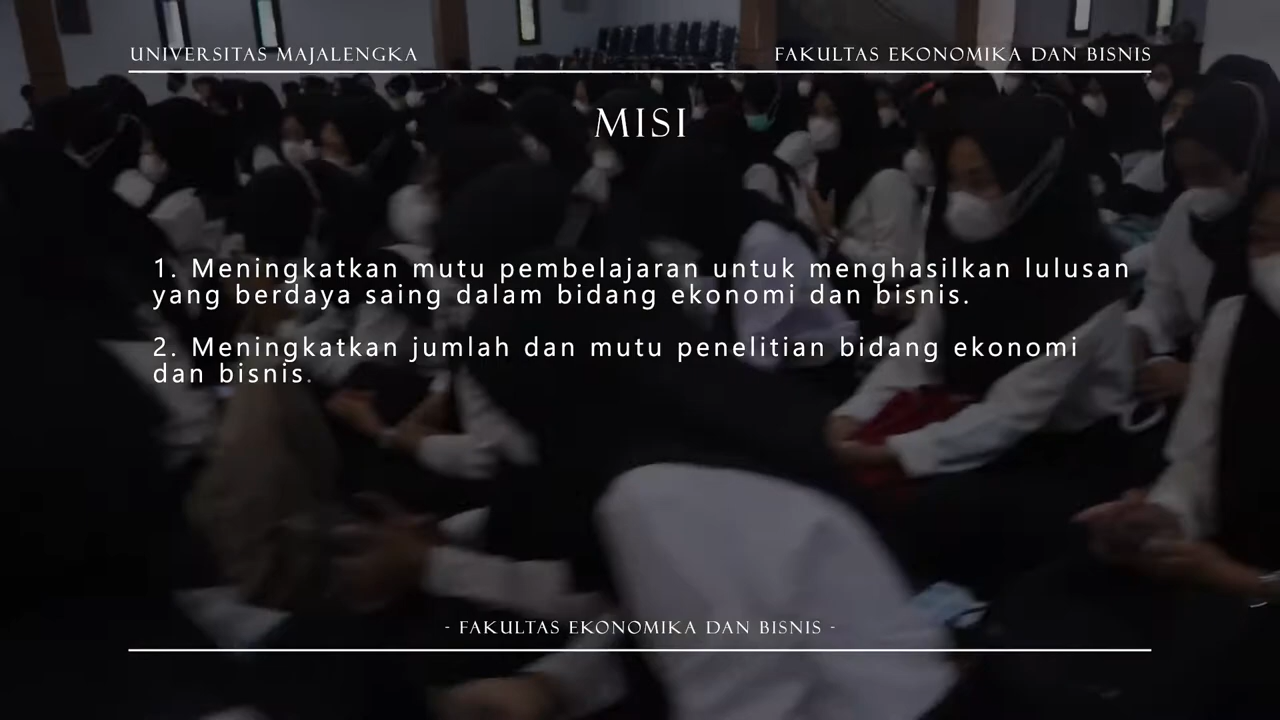 UNIVERSITAS MAJALENGKA
FAKULTAS EKONOMIKA DAN BISNIS
MISI
1. Meningkatkan mutu pembelajaran untuk menghasilkan lulusan
yang berdaya saing dalam bidang ekonomi dan bisnis.
2. Meningkatkan jumlah dan mutu penelitian bidang ekonomi
dan bisnis.
- FAKULTAS EKONOMIKA DAN BISNIS -